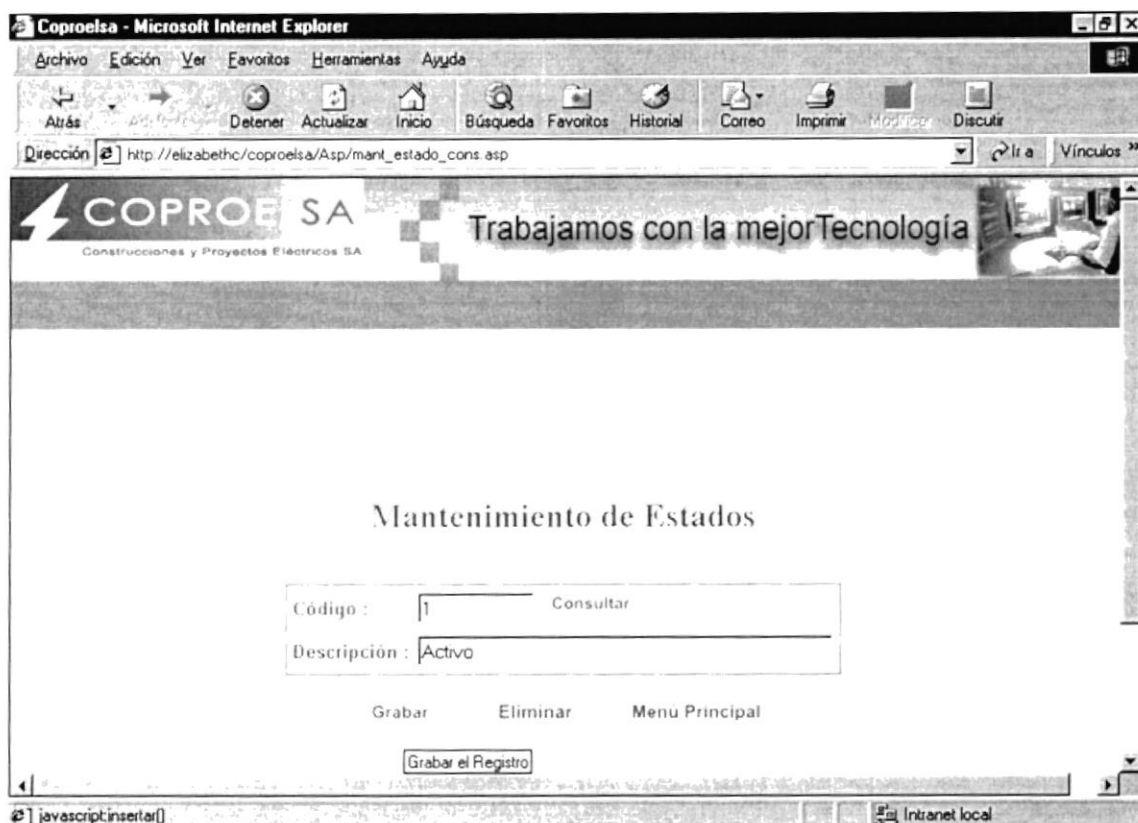 Coproelsa - Microsoft Internet Explorer
Archivo Edición Ver Favoritos Herramientas Ayuda
Atrás Detener Actualizar Inicio Búsqueda Favoritos Historial Correo Imprimir Modificar Discutir
Dirección http://elizabethc/coproelsa/Asp/mant_estado_cons.asp Ir a Vínculos »
COPROE SA
Construcciones y Proyectos Eléctricos SA
Trabajamos con la mejorTecnología
Mantenimiento de Estados
Código : 1 Consultar
Descripción : Activo
Grabar Eliminar Menú Principal
Grabar el Registro
javascript:insertar() Intranet local